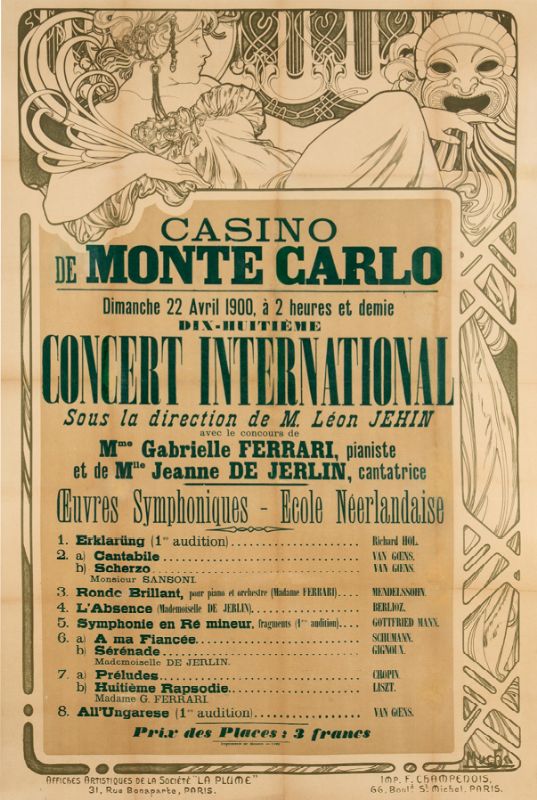 CASINO
DE MONTE CARLO
Dimanche 22 Avril 1900, à 2 heures et demie
DIX-HUITIÈME
CONCERT INTERNATIONAL
Sous la direction de M. Léon JEHIN
avec le concours de
Mme Gabrielle FERRARI, pianiste
et de Mlle Jeanne DE JERLIN, cantatrice
Œuvres Symphoniques - Ecole Néerlandaise
1. Erklärüng (1re audition).................... Richard HOL.
2. a) Cantabile.............................. VAN GŒNS.
b) Scherzo................................ VAN GŒNS.
Monsieur SANSONI.
3. Rondo Brillant, pour piano et orchestre (Madame FERRARI).... MENDELSSOHN.
4. L'Absence (Mademoiselle DE JERLIN)..................... BERLIOZ.
5. Symphonie en Ré mineur, fragments (1re audition).... GOTTFRIED MANN.
6. a) A ma Fiancée......................... SCHUMANN.
b) Sérénade.............................. GIGNOUX.
Mademoiselle DE JERLIN.
7. a) Préludes............................... CHOPIN.
b) Huitième Rapsodie................... LISZT.
Madame G. FERRARI.
8. All'Ungarese (1re audition)................ VAN GŒNS.
Prix des Places : 3 francs
Mucha
AFFICHES ARTISTIQUES DE LA SOCIÉTÉ "LA PLUME"
31, Rue Bonaparte, PARIS.
IMP. F. CHAMPENOIS.
66. Bould St Michel. PARIS.